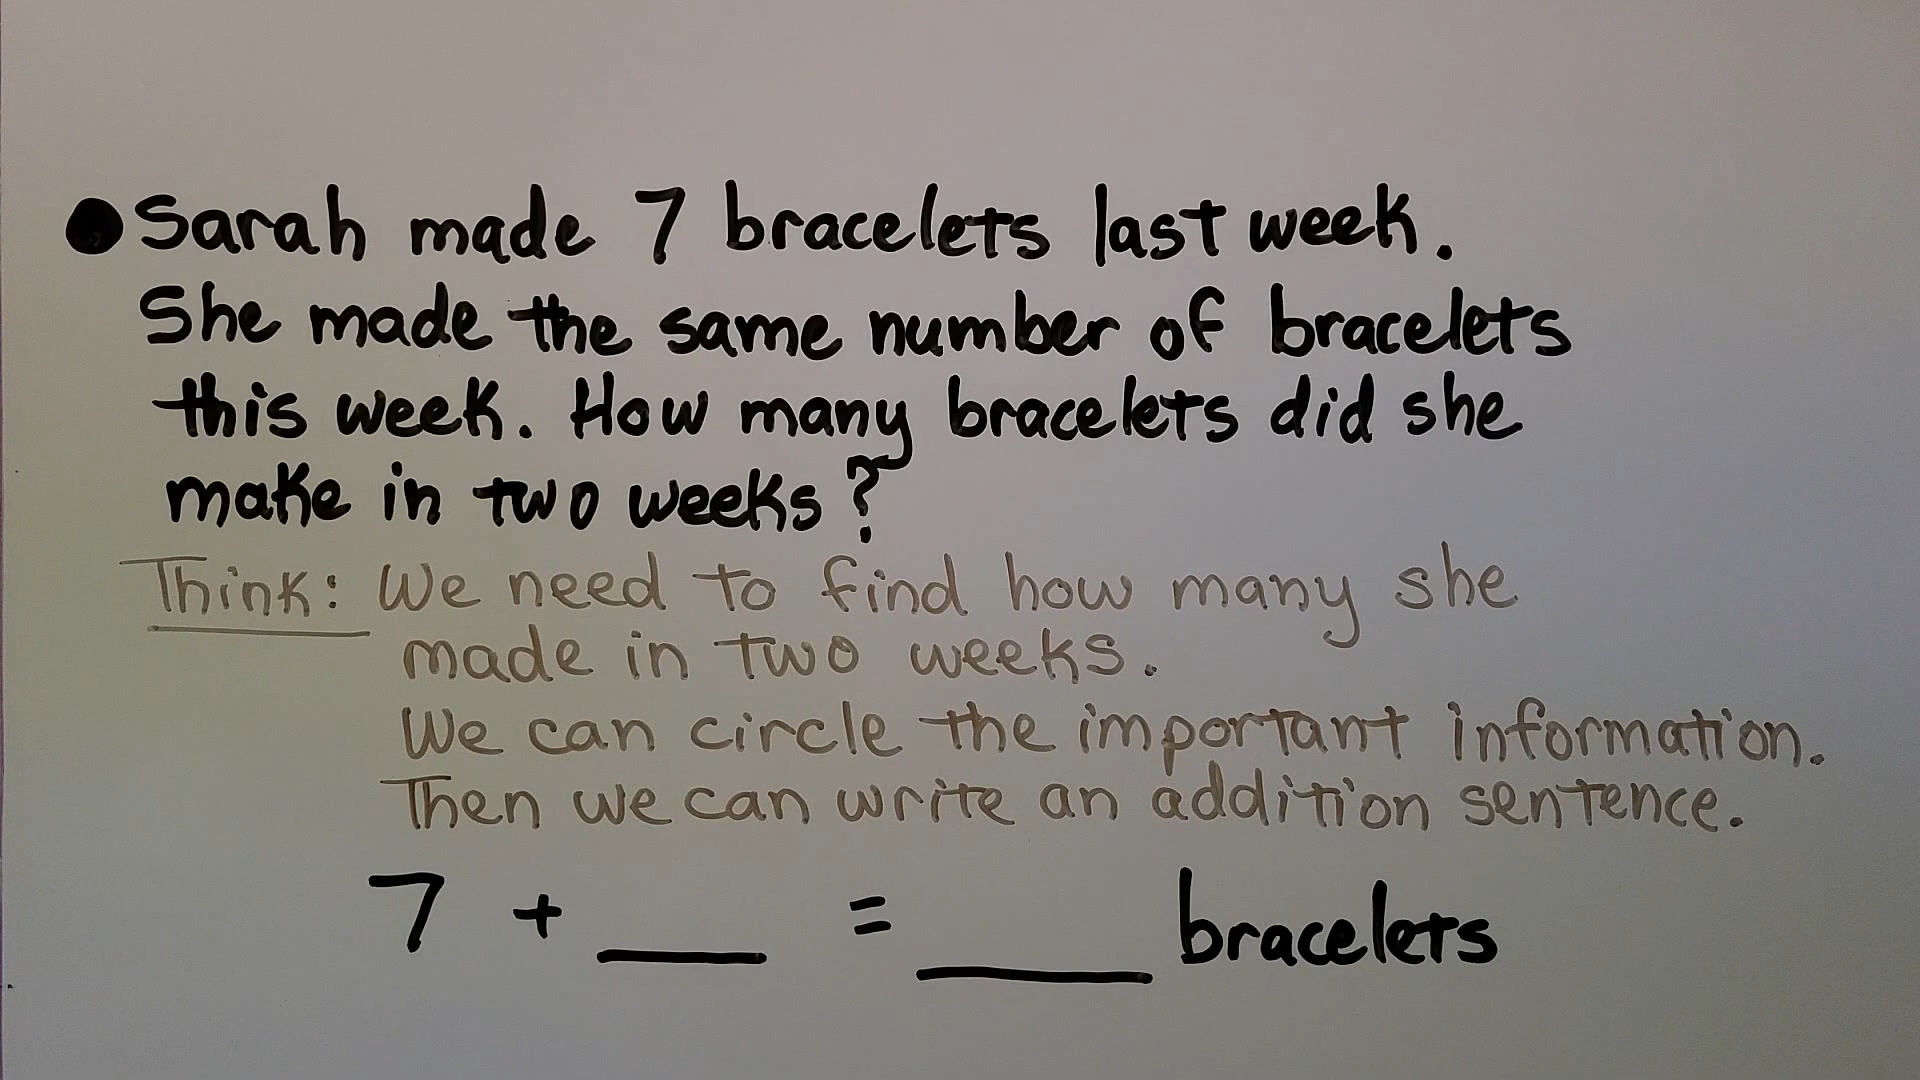 Sarah made 7 bracelets last week.
She made the same number of bracelets
this week. How many bracelets did she
make in two weeks?
Think: We need to find how many she
made in two weeks.
We can circle the important information.
Then we can write an addition sentence.
7 + ___ = ___ bracelets